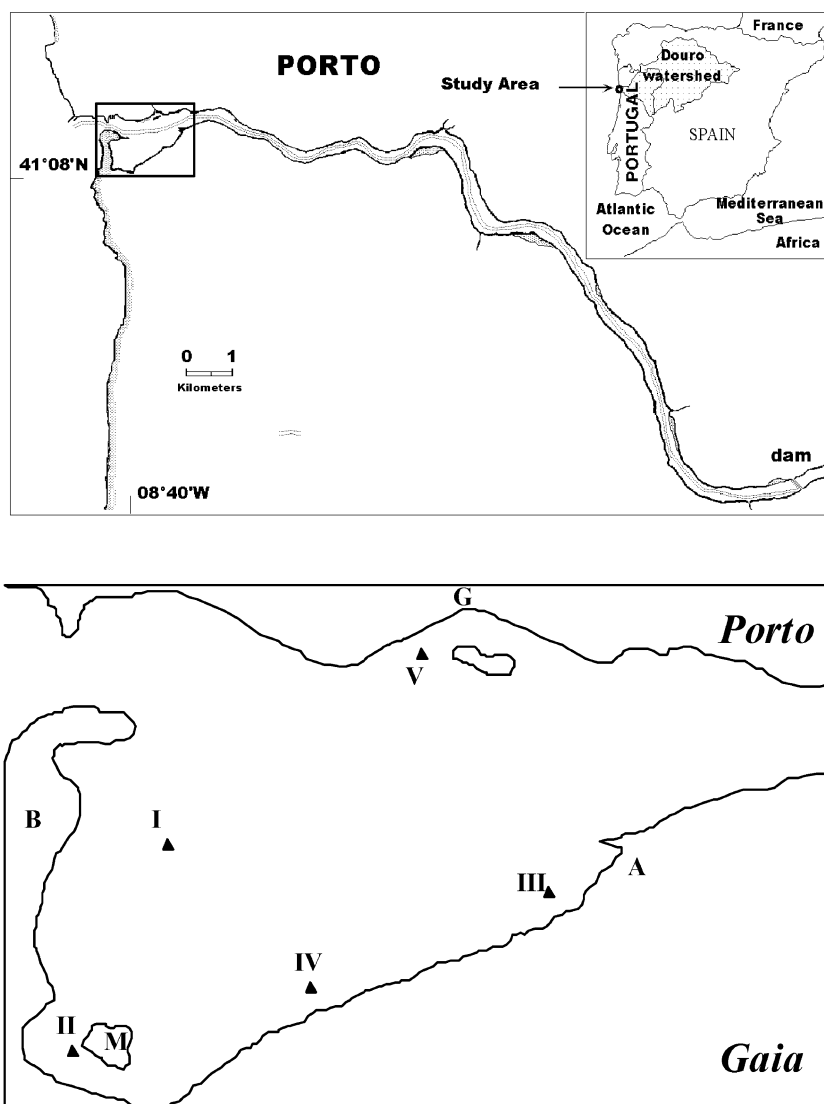 France
PORTO
Douro
watershed
Study Area
PORTUGAL
SPAIN
41°08'N
Atlantic
Ocean
Mediterranean
Sea
Africa
0 1
Kilometers
dam
08°40'W
G
Porto
V
B
I
A
III
IV
II
M
Gaia